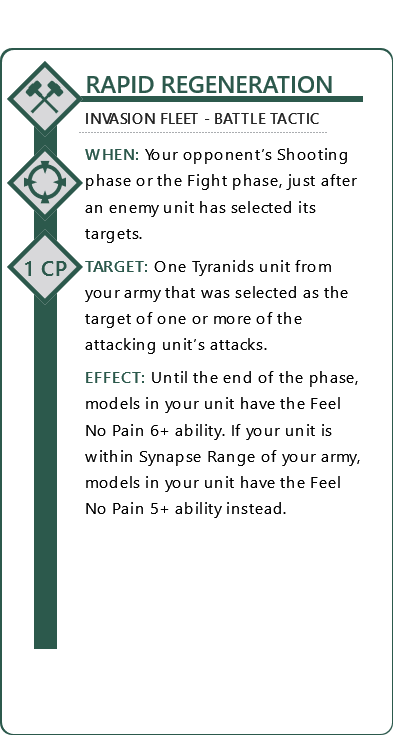 RAPID REGENERATION
INVASION FLEET - BATTLE TACTIC
WHEN: Your opponent's Shooting
phase or the Fight phase, just after
an enemy unit has selected its
targets.
1 CP
TARGET: One Tyranids unit from
your army that was selected as the
target of one or more of the
attacking unit's attacks.
EFFECT: Until the end of the phase,
models in your unit have the Feel
No Pain 6+ ability. If your unit is
within Synapse Range of your army,
models in your unit have the Feel
No Pain 5+ ability instead.